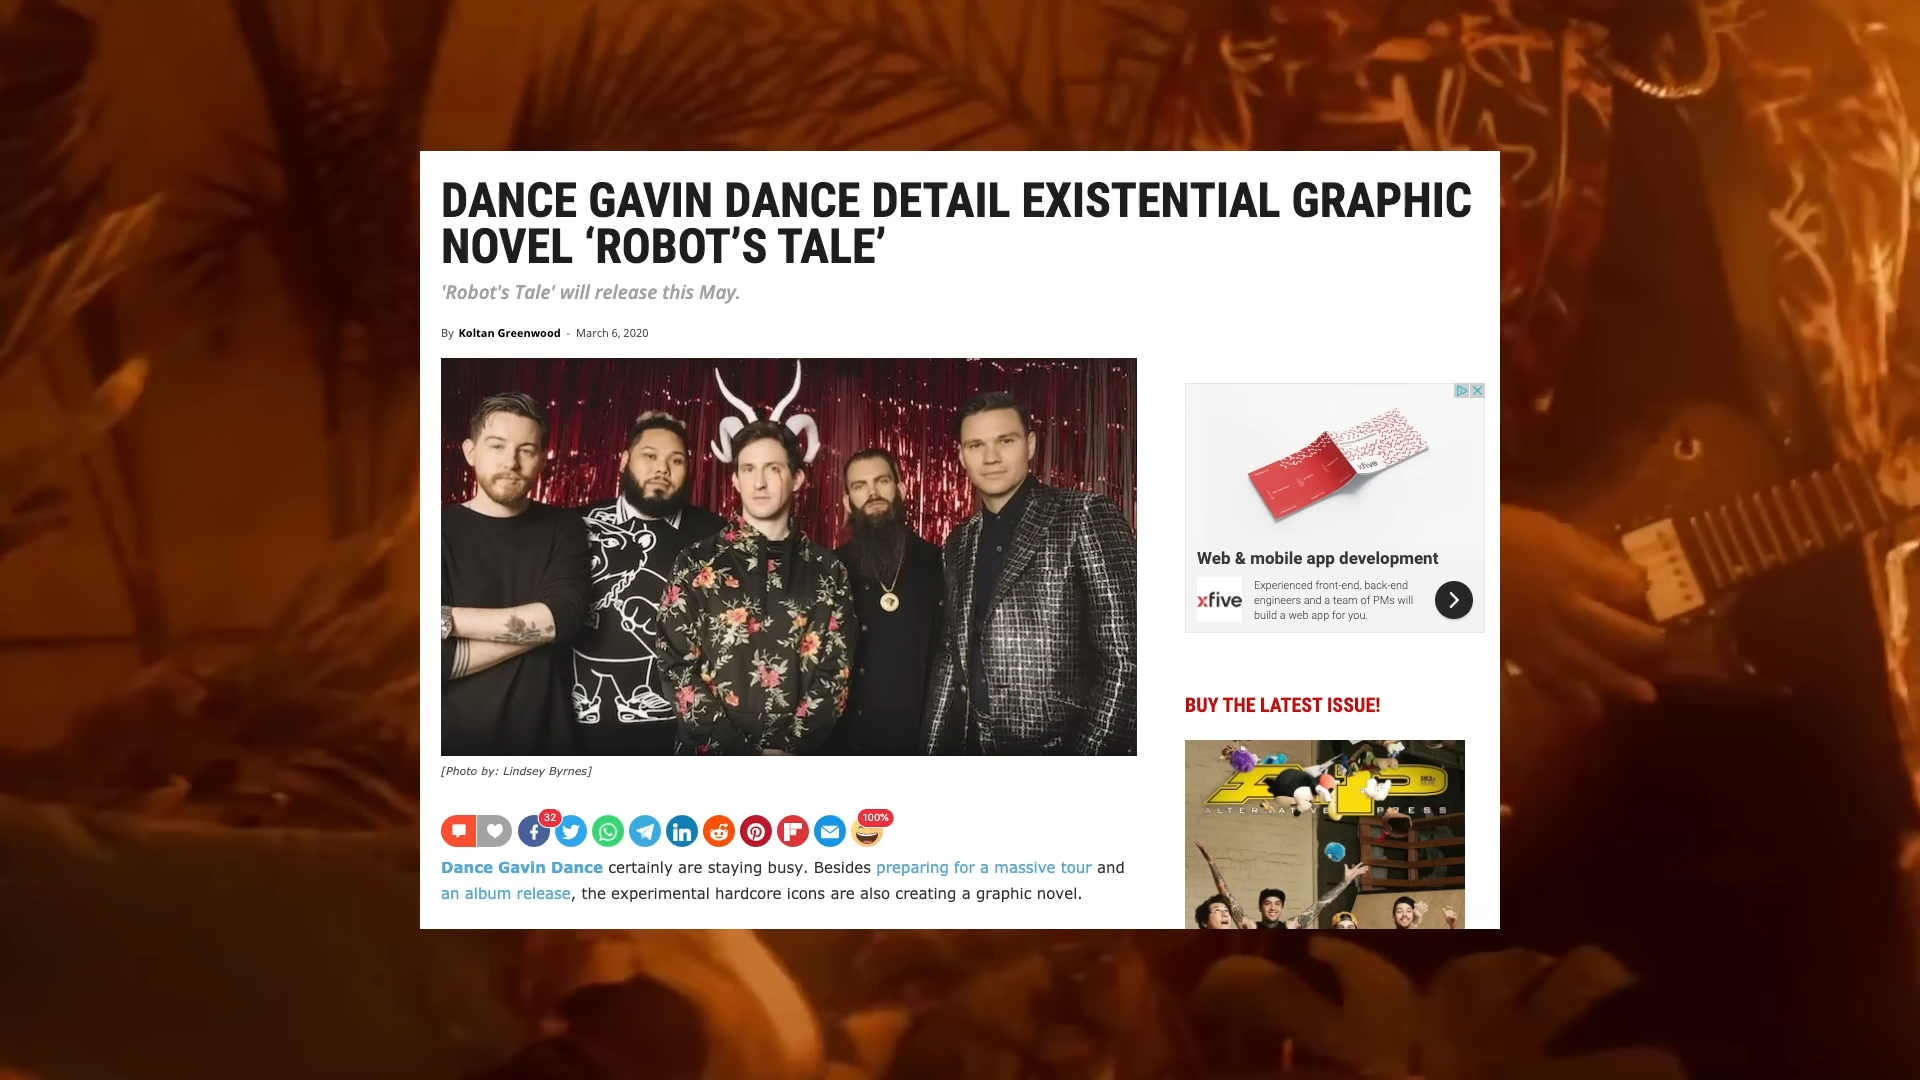 DANCE GAVIN DANCE DETAIL EXISTENTIAL GRAPHIC
NOVEL ‘ROBOT’S TALE’
'Robot's Tale' will release this May.
By Koltan Greenwood - March 6, 2020
[Photo by: Lindsey Byrnes]
32
100%
Dance Gavin Dance certainly are staying busy. Besides preparing for a massive tour and
an album release, the experimental hardcore icons are also creating a graphic novel.
xfive
Web & mobile app development
xfive
Experienced front-end, back-end
engineers and a team of PMs will
build a web app for you.
BUY THE LATEST ISSUE!
AP
ALTERNATIVE PRESS